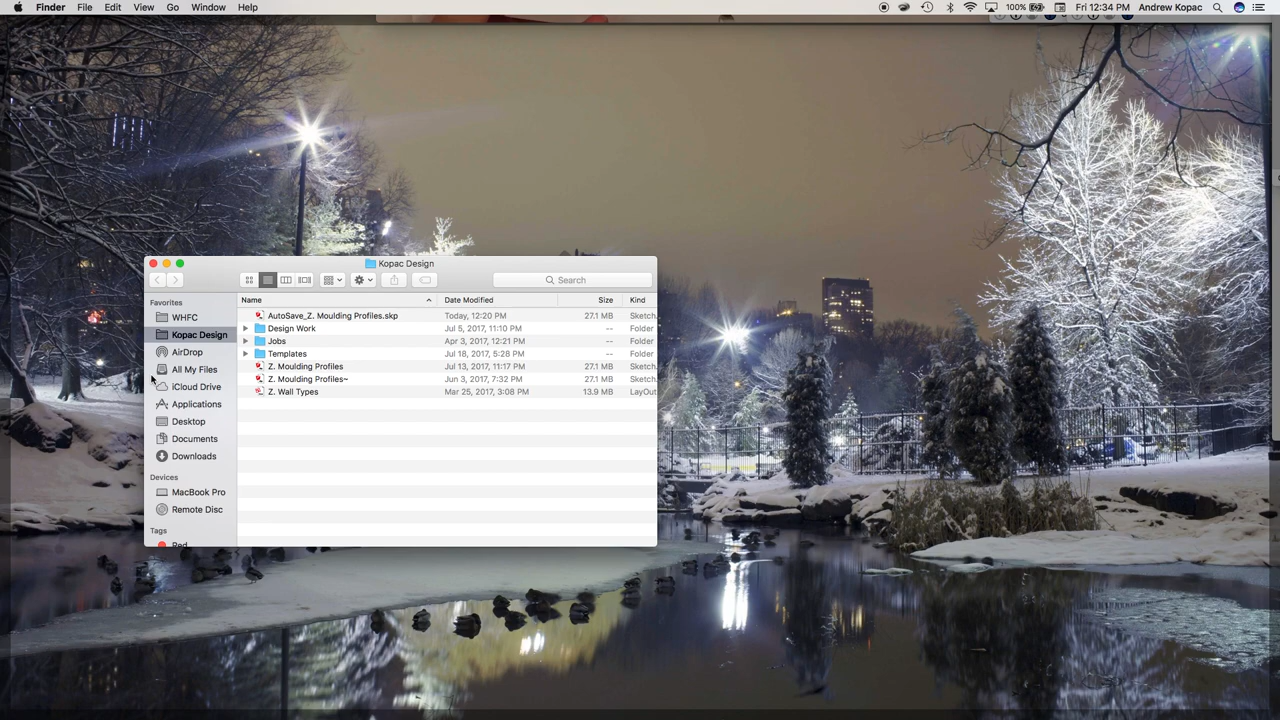 Finder File Edit View Go Window Help 100% Fri 12:34 PM Andrew Kopac
Kopac Design
Search
Favorites
WHFC
Kopac Design
AirDrop
All My Files
iCloud Drive
Applications
Desktop
Documents
Downloads
Devices
MacBook Pro
Remote Disc
Tags
Red
Name Date Modified Size Kind
AutoSave_Z. Moulding Profiles.skp Today, 12:20 PM 27.1 MB Sketch.
Design Work Jul 5, 2017, 11:10 PM -- Folder
Jobs Apr 3, 2017, 12:21 PM -- Folder
Templates Jul 18, 2017, 5:28 PM -- Folder
Z. Moulding Profiles Jul 13, 2017, 11:17 PM 27.1 MB Sketch.
Z. Moulding Profiles~ Jun 3, 2017, 7:32 PM 27.1 MB Sketch.
Z. Wall Types Mar 25, 2017, 3:08 PM 13.9 MB LayOut